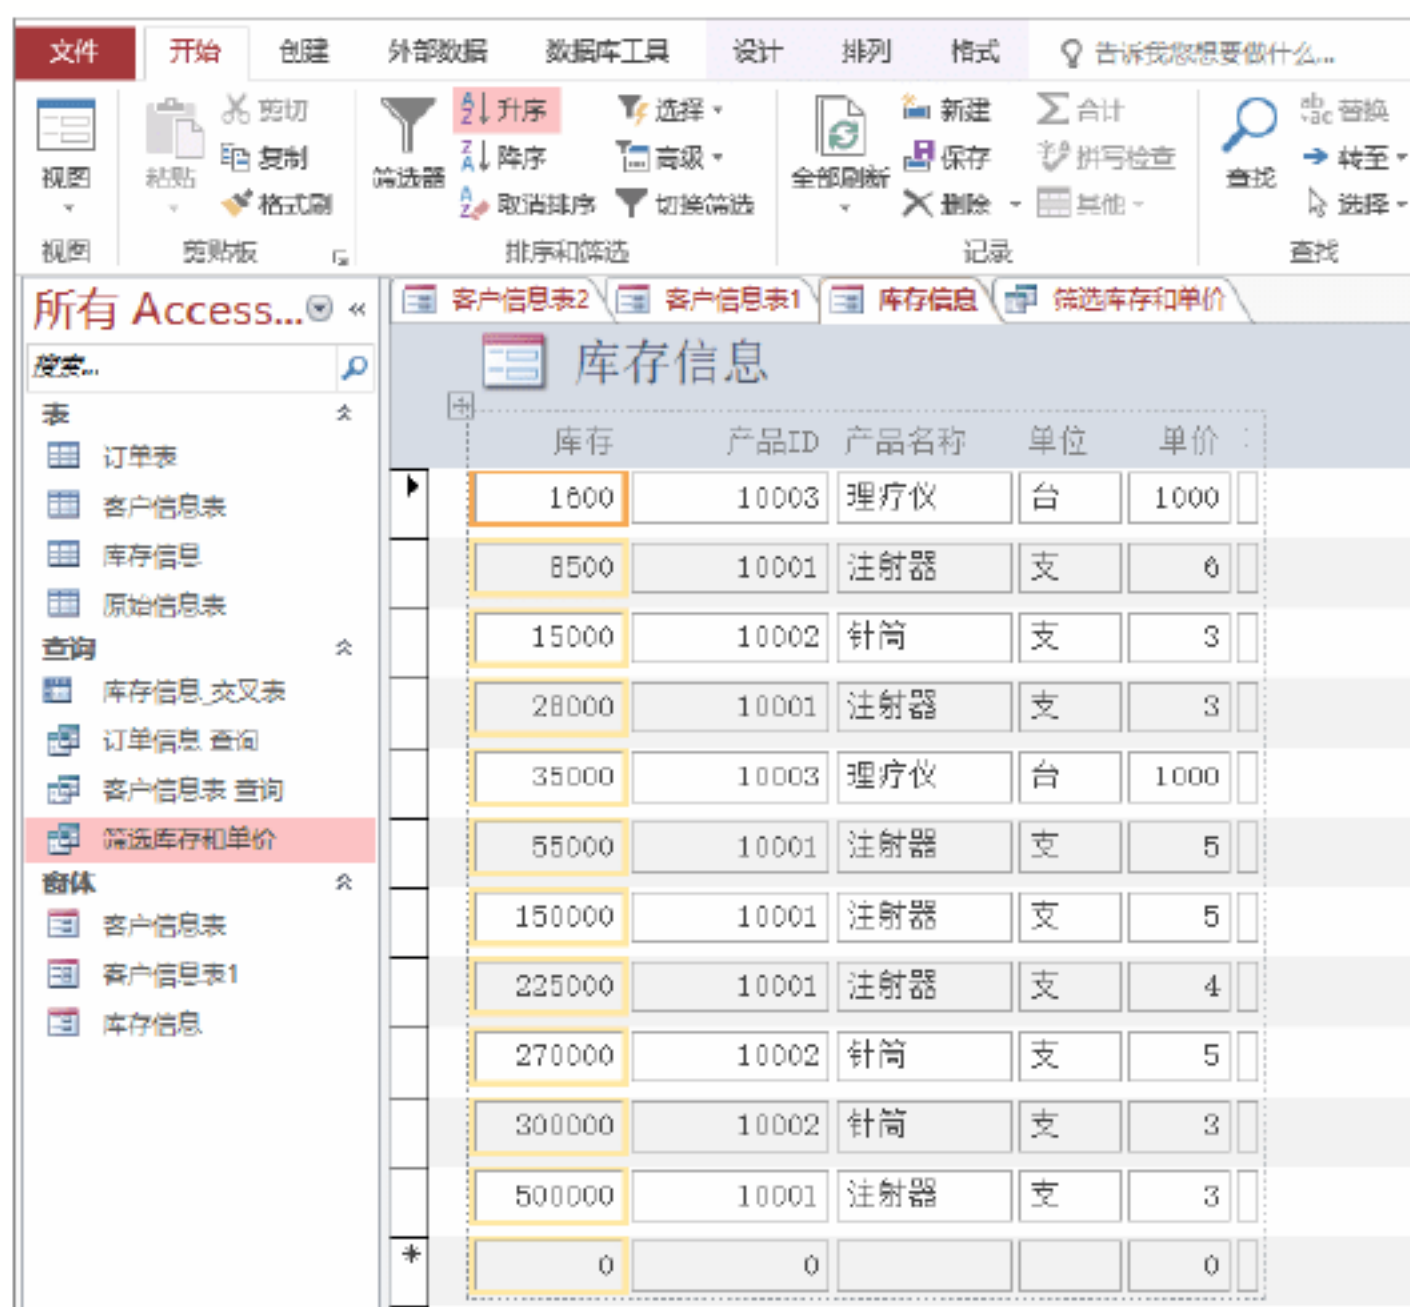 文件 开始 创建 外部数据 数据库工具 设计 排列 格式 告诉我您想要做什么...
剪切 升序 选择 新建 合计 替换
复制 降序 高级 保存 拼写检查 转至
视图 粘贴 格式刷 筛选器 取消排序 切换筛选 全部刷新 删除 其他 查找 选择
视图 剪贴板 排序和筛选 记录 查找
所有 Access... «
客户信息表2 客户信息表1 库存信息 筛选库存和单价
搜索...
表
订单表
客户信息表
库存信息
原始信息表
查询
库存信息_交叉表
订单信息 查询
客户信息表 查询
筛选库存和单价
窗体
客户信息表
客户信息表1
库存信息
库存信息
库存 产品ID 产品名称 单位 单价
1600 10003 理疗仪 台 1000
8500 10001 注射器 支 6
15000 10002 针筒 支 3
28000 10001 注射器 支 3
35000 10003 理疗仪 台 1000
55000 10001 注射器 支 5
150000 10001 注射器 支 5
225000 10001 注射器 支 4
270000 10002 针筒 支 5
300000 10002 针筒 支 3
500000 10001 注射器 支 3
0 0 0